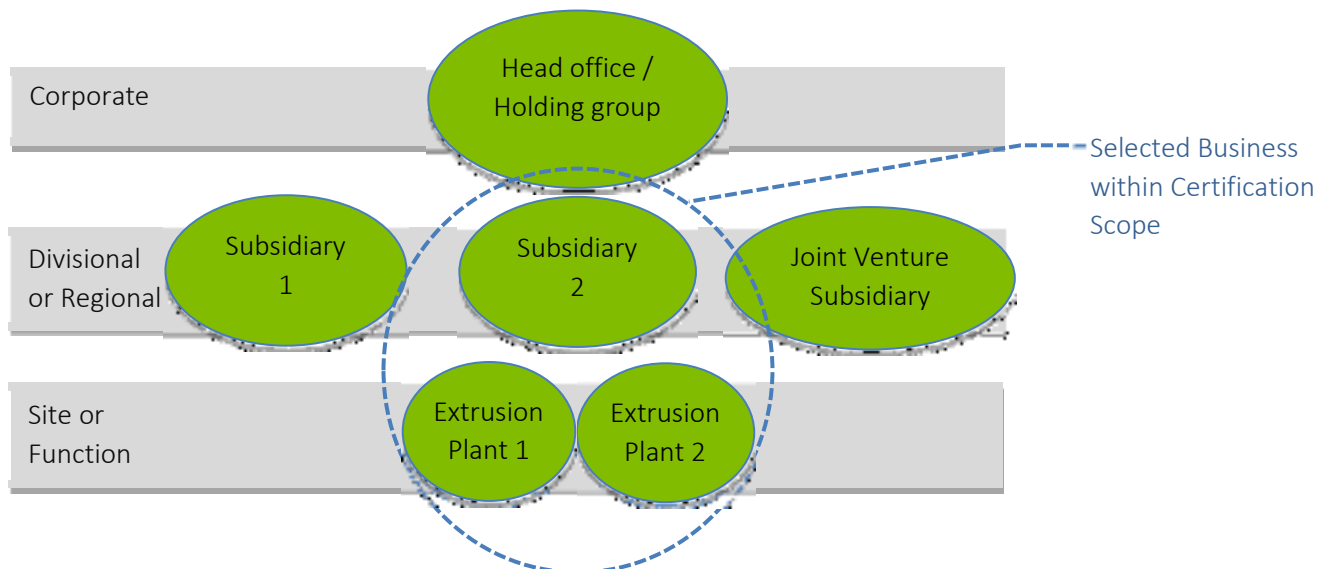 Corporate
Head office /
Holding group
Selected Business
within Certification
Scope
Divisional
or Regional
Subsidiary
1
Subsidiary
2
Joint Venture
Subsidiary
Site or
Function
Extrusion
Plant 1
Extrusion
Plant 2